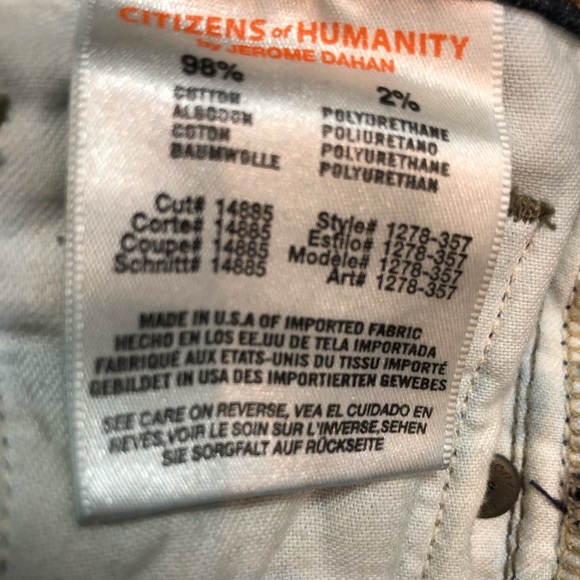 CITIZENS of HUMANITY
by JEROME DAHAN
98%
COTTON
ALGODON
COTON
BAUMWOLLE
2%
POLYURETHANE
POLIURETANO
POLYURETHANE
POLYURETHAN
Cut# 14885
Corte# 14885
Coupe# 14885
Schnitt# 14885
Style# 1278-357
Estilo# 1278-357
Modele# 1278-357
Art# 1278-357
MADE IN U.S.A OF IMPORTED FABRIC
HECHO EN LOS EE.UU DE TELA IMPORTADA
FABRIQUÉ AUX ETATS-UNIS DU TISSU IMPORTÉ
GEBILDET IN USA DES IMPORTIERTEN GEWEBES
SEE CARE ON REVERSE, VEA EL CUIDADO EN
REVES, VOIR LE SOIN SUR L'INVERSE, SEHEN
SIE SORGFALT AUF RÜCKSEITE